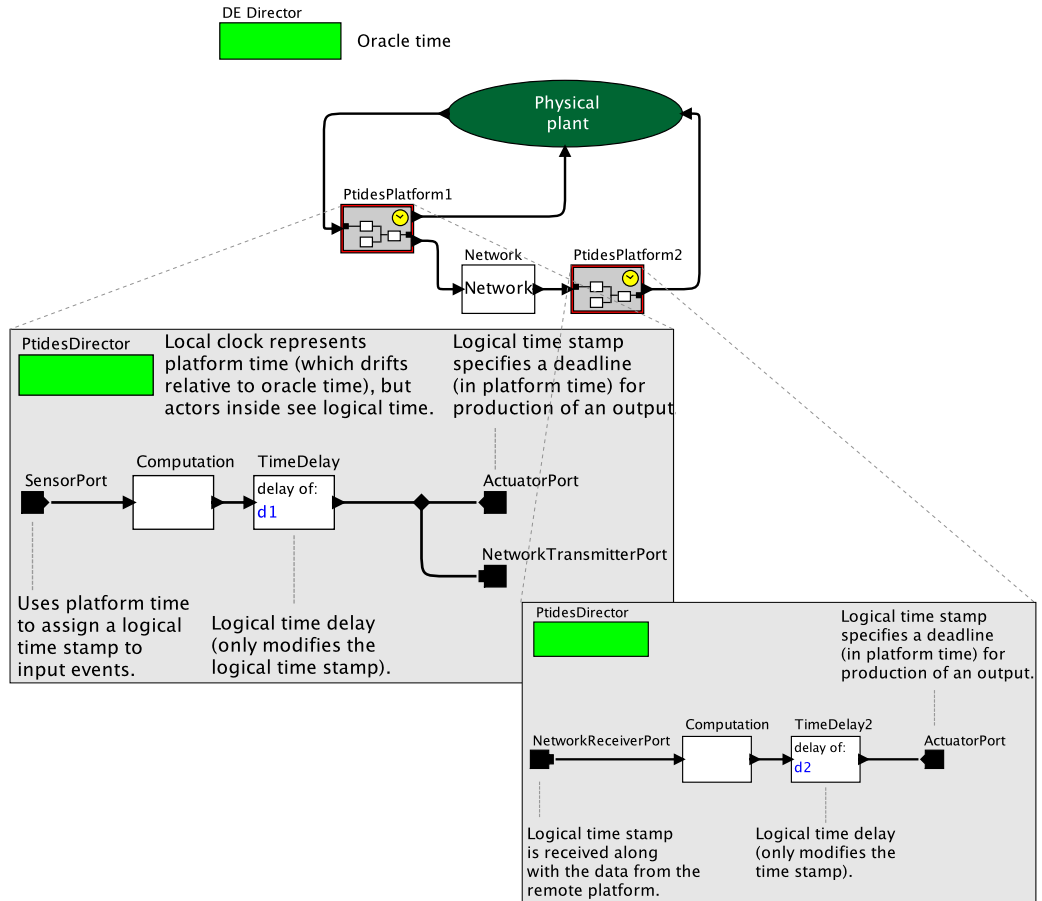 DE Director
Oracle time
Physical
plant
PtidesPlatform1
Network
Network
PtidesPlatform2
PtidesDirector
Local clock represents
platform time (which drifts
relative to oracle time), but
actors inside see logical time.
Logical time stamp
specifies a deadline
(in platform time) for
production of an output
SensorPort
Computation
TimeDelay
delay of:
d1
ActuatorPort
NetworkTransmitterPort
Uses platform time
to assign a logical
time stamp to
input events.
Logical time delay
(only modifies the
logical time stamp).
PtidesDirector
Logical time stamp
specifies a deadline
(in platform time) for
production of an output.
NetworkReceiverPort
Computation
TimeDelay2
delay of:
d2
ActuatorPort
Logical time stamp
is received along
with the data from the
remote platform.
Logical time delay
(only modifies the
time stamp).